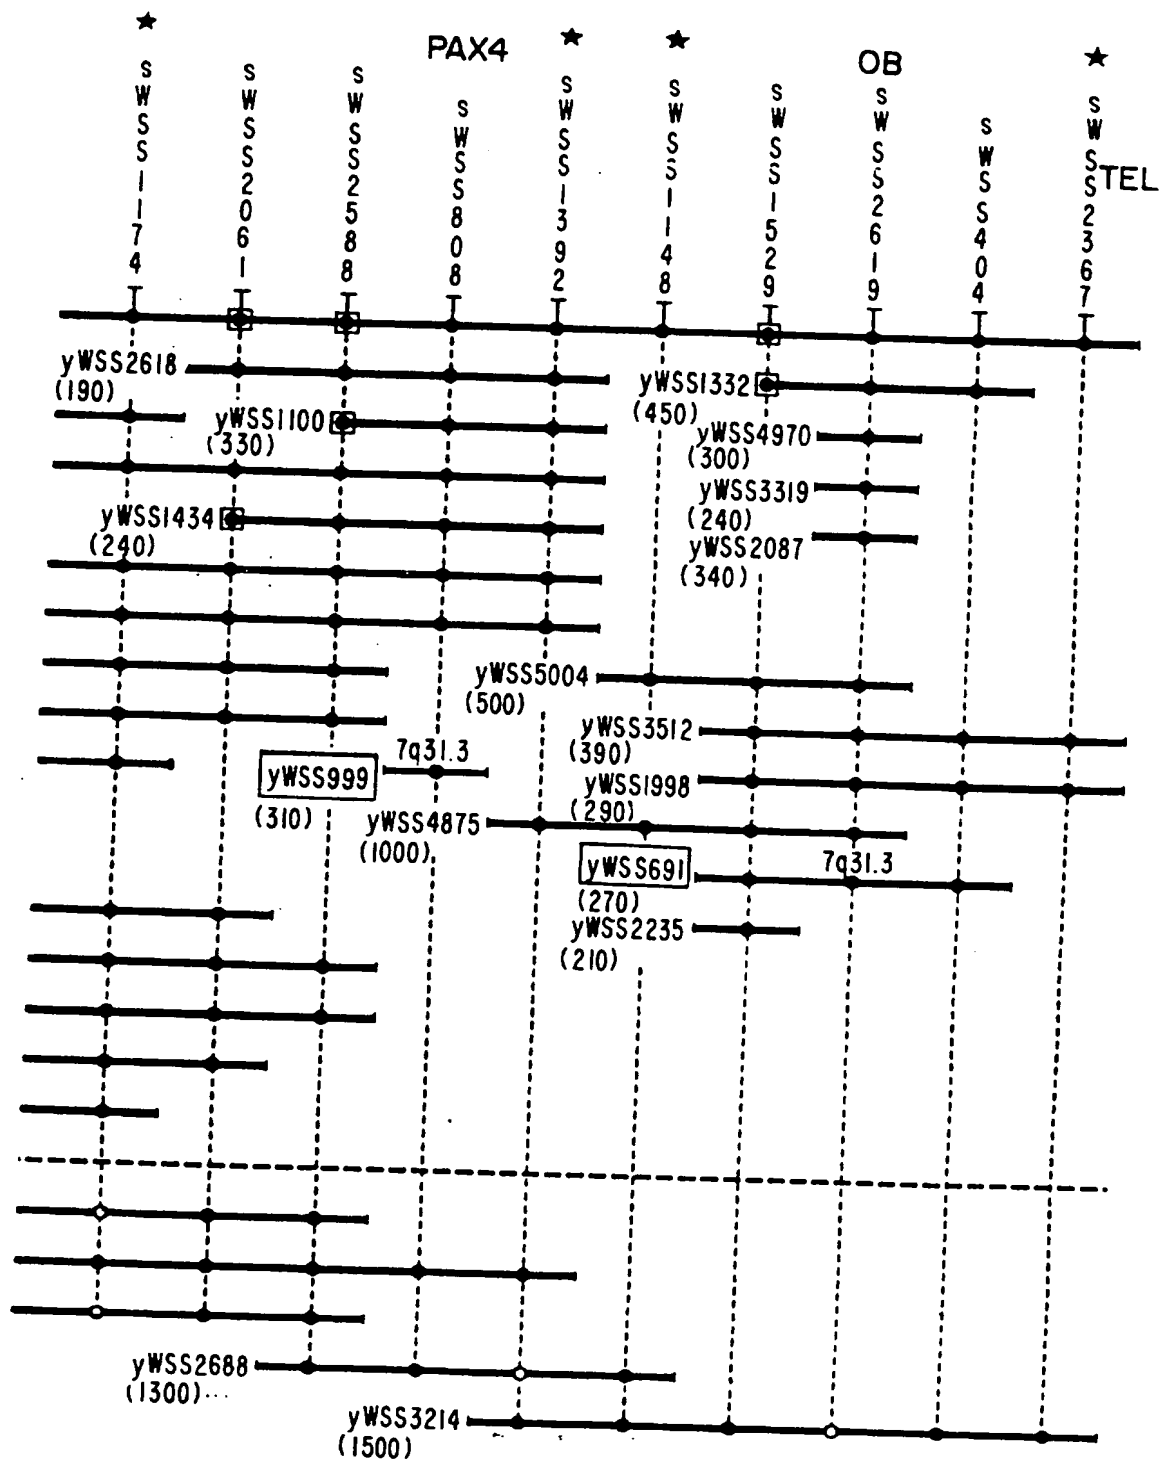 PAX4
OB
TEL
sWSS1174
sWSS2061
sWSS2588
sWSS808
sWSS1392
sWSS1148
sWSS1529
sWSS2619
sWSS404
sWSS2367
yWSS2618
(190)
yWSS1332
(450)
yWSS1100
(330)
yWSS4970
(300)
yWSS3319
(240)
yWSS1434
(240)
yWSS2087
(340)
yWSS5004
(500)
yWSS3512
(390)
7q31.3
yWSS999
(310)
yWSS1998
(290)
yWSS4875
(1000)
7q31.3
yWSS691
(270)
yWSS2235
(210)
yWSS2688
(1300)
yWSS3214
(1500)